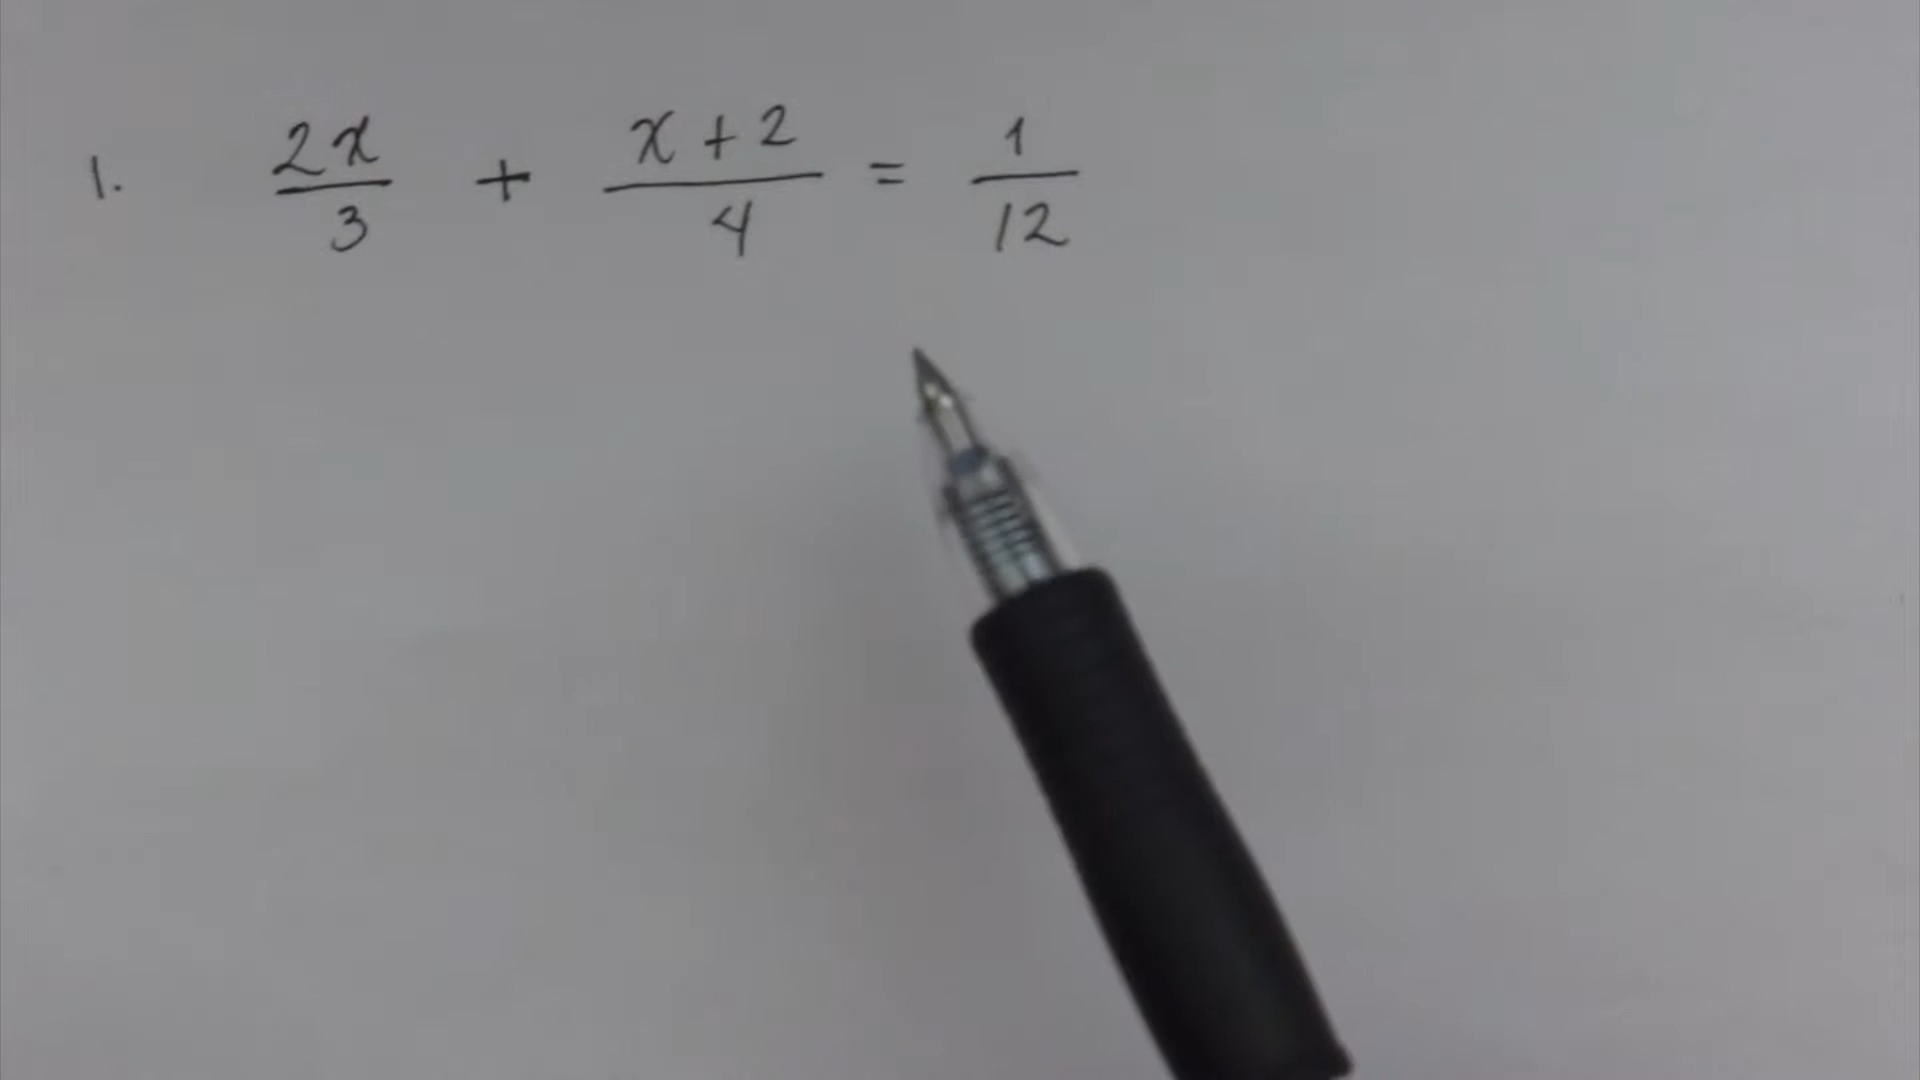 1. 2x/3 + x+2/4 = 1/12